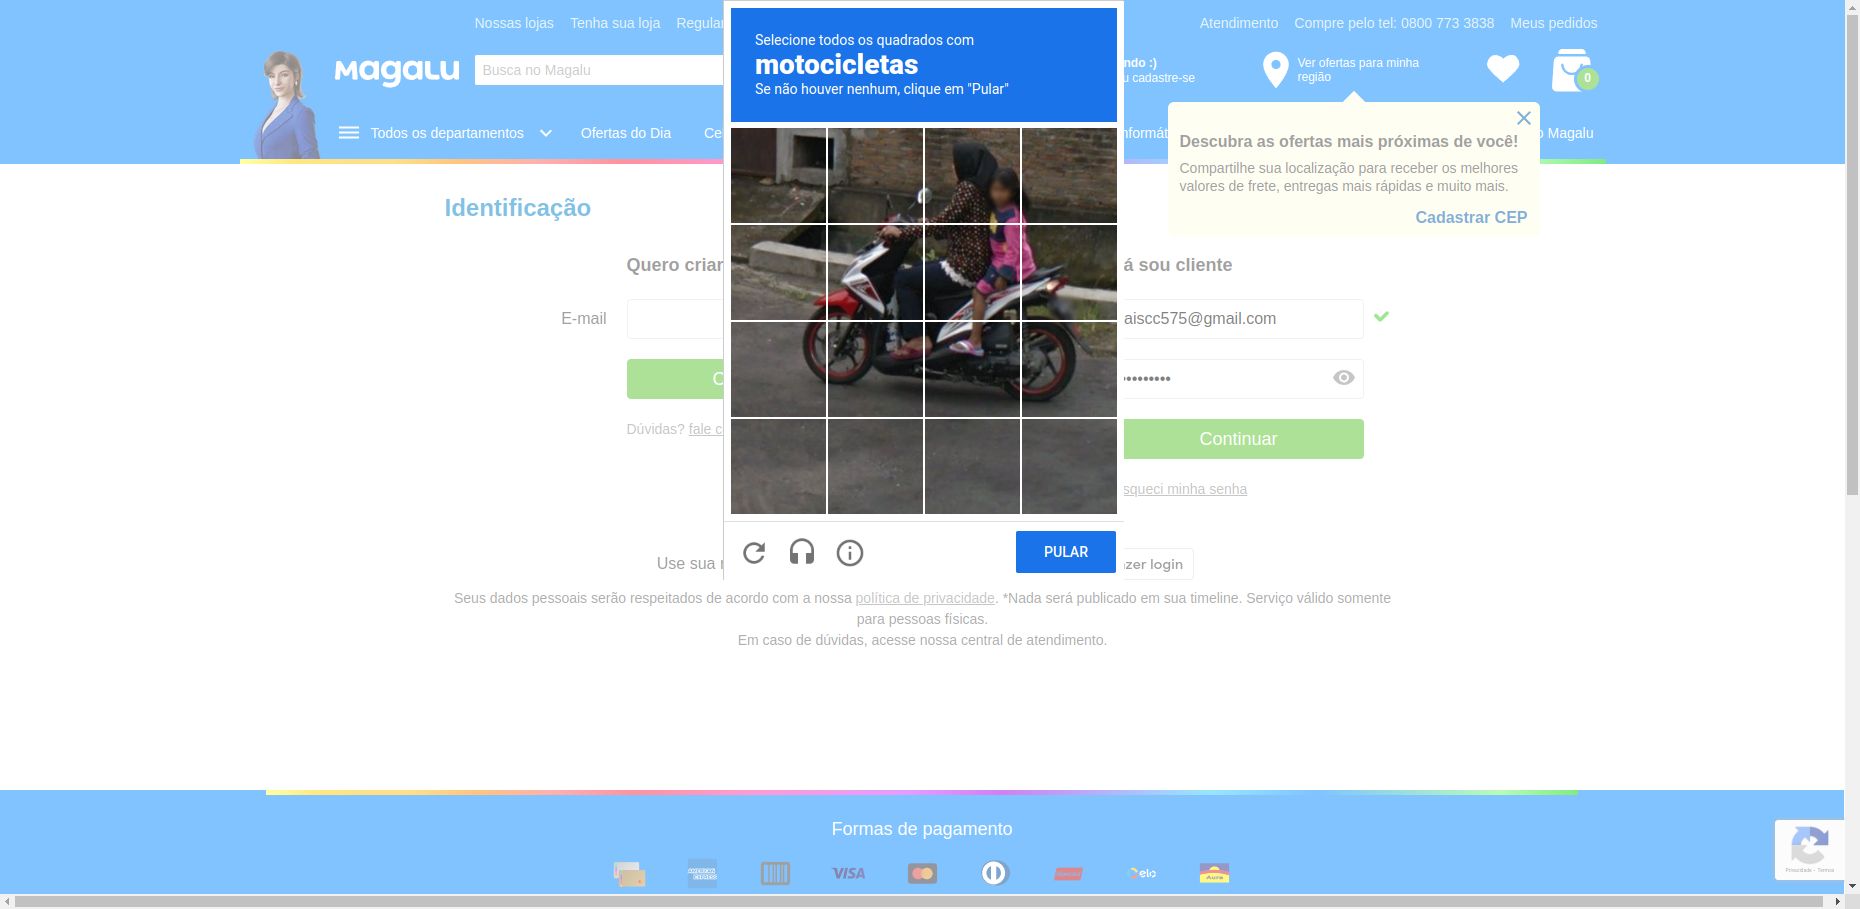 Nossas lojas Tenha sua loja Regular
Atendimento Compre pelo tel: 0800 773 3838 Meus pedidos
Magalu
Busca no Magalu
ndo :)
u cadastre-se
Ver ofertas para minha
região
0
Todos os departamentos Ofertas do Dia Ce
nformát
o Magalu
Selecione todos os quadrados com
motocicletas
Se não houver nenhum, clique em "Pular"
Descubra as ofertas mais próximas de você!
Compartilhe sua localização para receber os melhores
valores de frete, entregas mais rápidas e muito mais.
Cadastrar CEP
Identificação
Quero criar
á sou cliente
E-mail
aiscc575@gmail.com
C
Dúvidas? fale c
Continuar
squeci minha senha
PULAR
Use sua r
zer login
Seus dados pessoais serão respeitados de acordo com a nossa política de privacidade. *Nada será publicado em sua timeline. Serviço válido somente
para pessoas físicas.
Em caso de dúvidas, acesse nossa central de atendimento.
Formas de pagamento
AMERICAN EXPRESS
VISA
elo
Aura
Privacidade - Termos